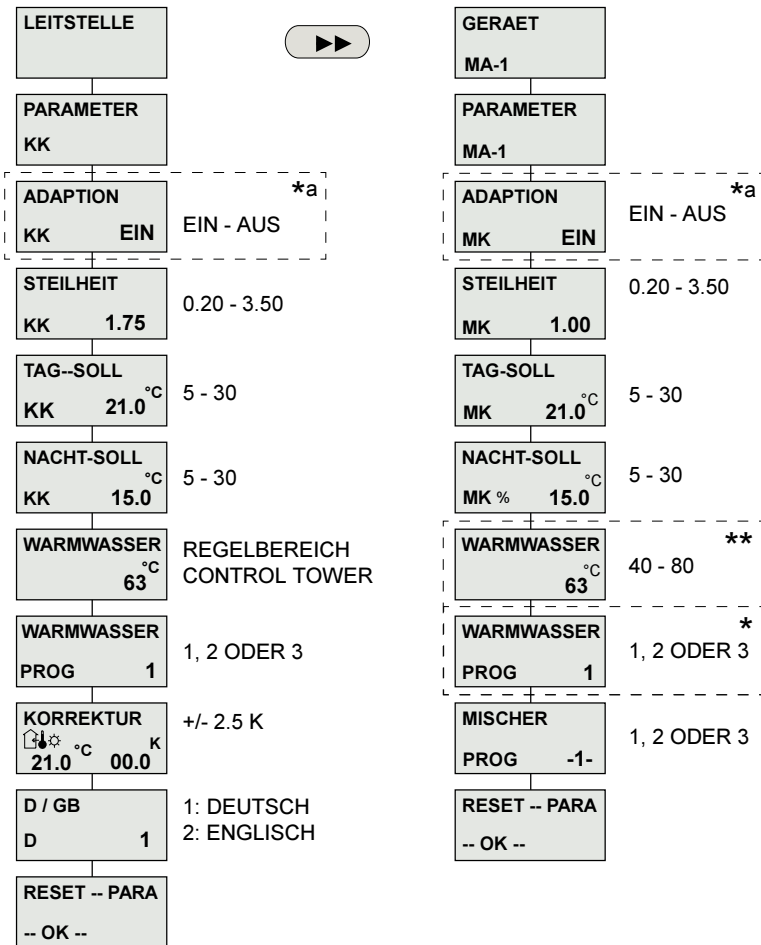 LEITSTELLE
PARAMETER
KK
ADAPTION
KK EIN
*a
EIN - AUS
STEILHEIT
KK 1.75
0.20 - 3.50
TAG--SOLL
°C
KK 21.0
5 - 30
NACHT-SOLL
°C
KK 15.0
5 - 30
WARMWASSER
°C
63
REGELBEREICH
CONTROL TOWER
WARMWASSER
PROG 1
1, 2 ODER 3
KORREKTUR
°C K
21.0 00.0
+/- 2.5 K
D / GB
D 1
1: DEUTSCH
2: ENGLISCH
RESET -- PARA
-- OK --
GERAET
MA-1
PARAMETER
MA-1
ADAPTION
MK EIN
*a
EIN - AUS
STEILHEIT
MK 1.00
0.20 - 3.50
TAG-SOLL
°C
MK 21.0
5 - 30
NACHT-SOLL
°C
MK % 15.0
5 - 30
WARMWASSER
°C
63
**
40 - 80
WARMWASSER
PROG 1
*
1, 2 ODER 3
MISCHER
PROG -1-
1, 2 ODER 3
RESET -- PARA
-- OK --